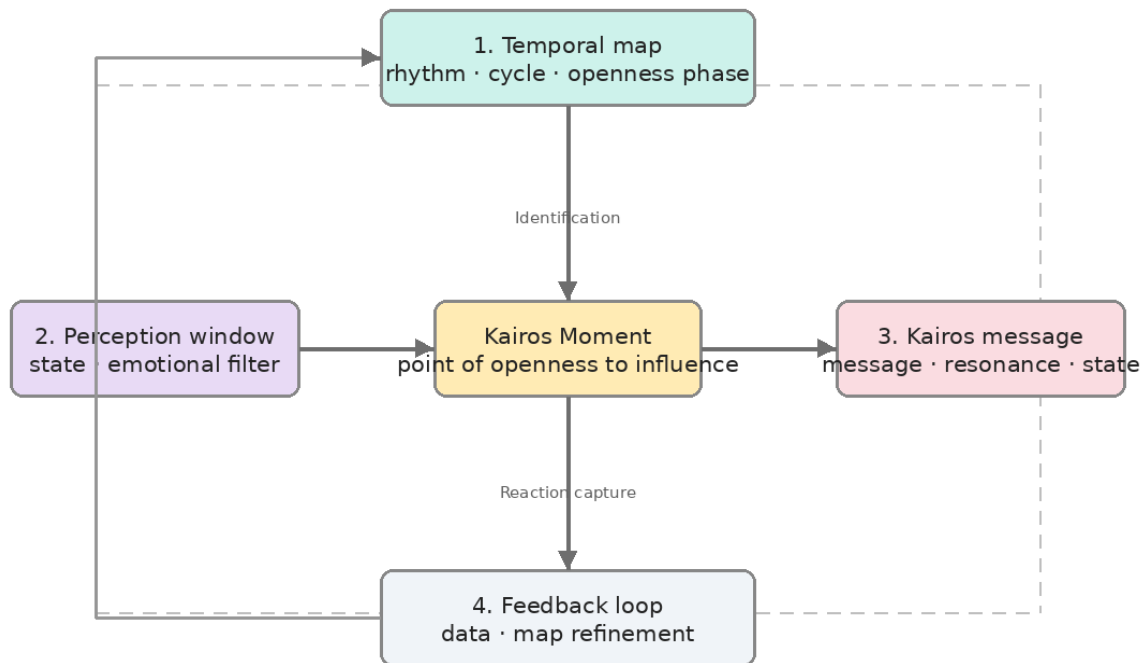 1. Temporal map
rhythm · cycle · openness phase
Identification
2. Perception window
state · emotional filter
Kairos Moment
point of openness to influence
3. Kairos message
message · resonance · state
Reaction capture
4. Feedback loop
data · map refinement